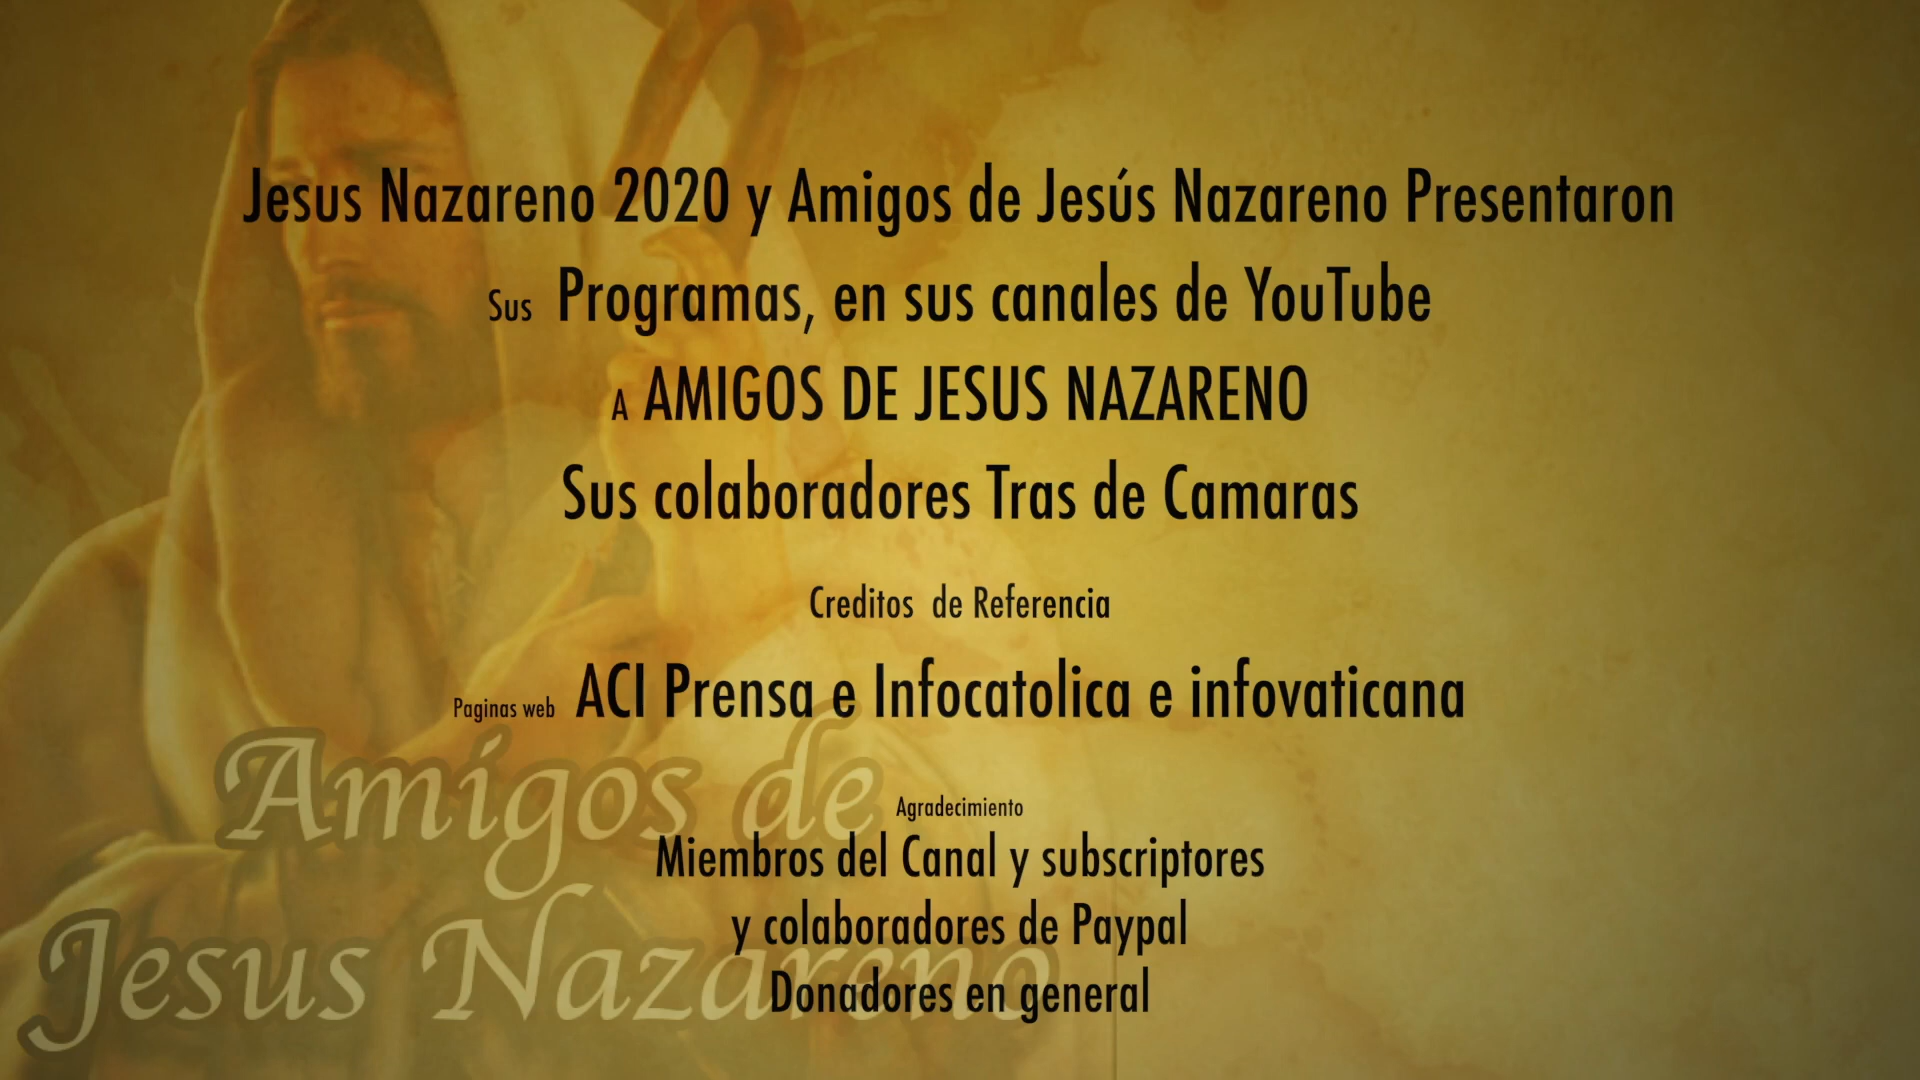 Jesus Nazareno 2020 y Amigos de Jesús Nazareno Presentaron
Sus Programas, en sus canales de YouTube
A AMIGOS DE JESUS NAZARENO
Sus colaboradores Tras de Camaras
Creditos de Referencia
Paginas web ACI Prensa e Infocatolica e infovaticana
Agradecimiento
Miembros del Canal y subscriptores
y colaboradores de Paypal
Donadores en general
Amigos de
Jesus Nazareno